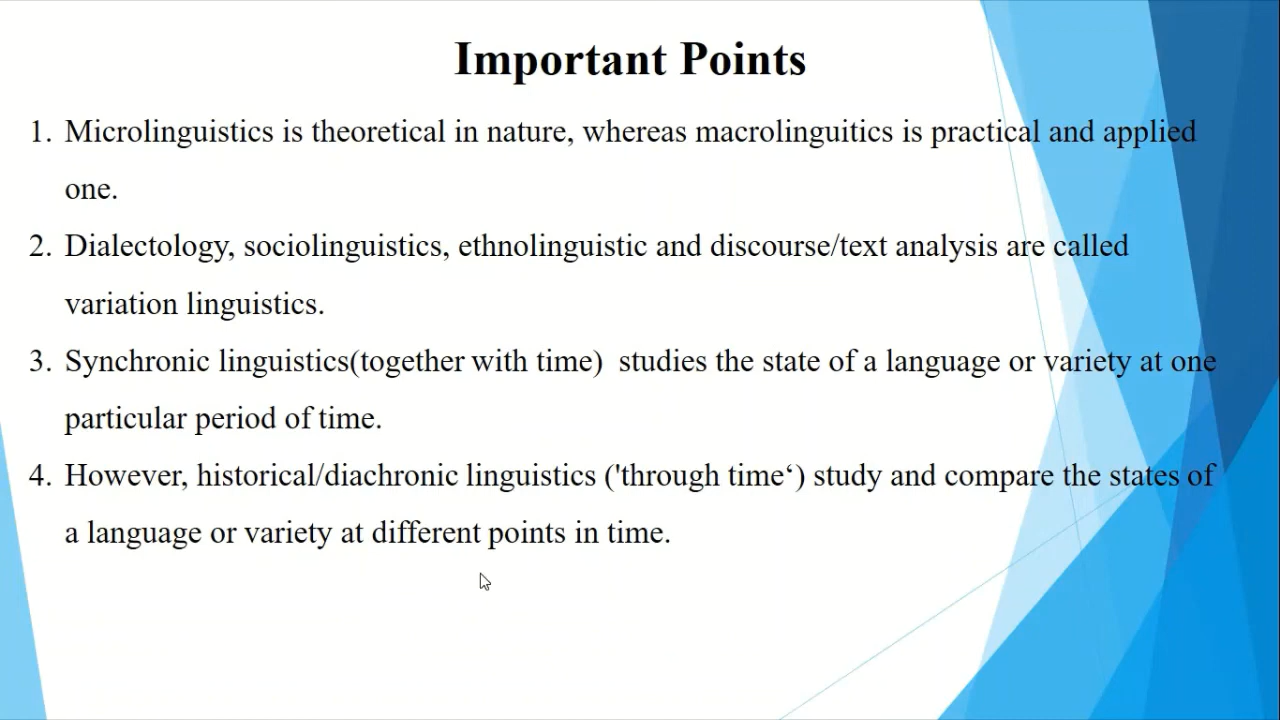 Important Points
1. Microlinguistics is theoretical in nature, whereas macrolinguitics is practical and applied
one.
2. Dialectology, sociolinguistics, ethnolinguistic and discourse/text analysis are called
variation linguistics.
3. Synchronic linguistics(together with time)  studies the state of a language or variety at one
particular period of time.
4. However, historical/diachronic linguistics ('through time‘) study and compare the states of
a language or variety at different points in time.